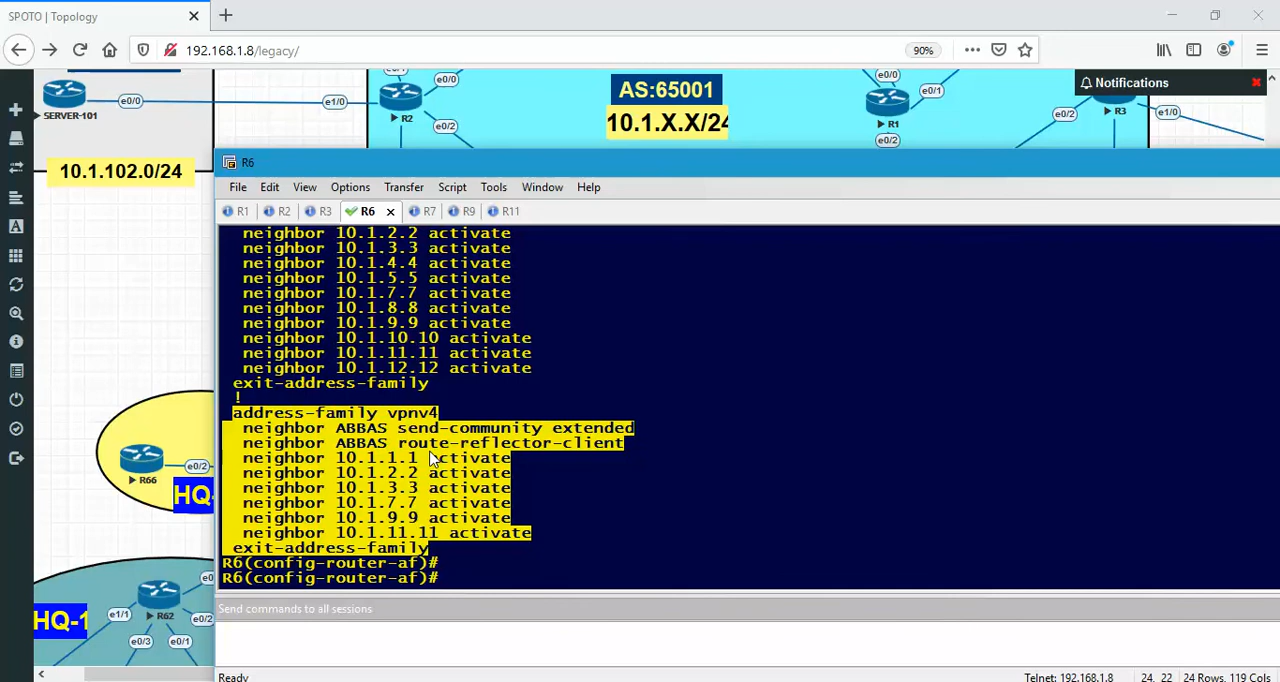 SPOTO | Topology
192.168.1.8/legacy/
90%
SERVER-101
e0/0
e1/0
e0/0
R2
e0/2
AS:65001
10.1.X.X/24
e0/0
e0/1
R1
e0/2
e0/2
R3
e1/0
Notifications
10.1.102.0/24
R6
File Edit View Options Transfer Script Tools Window Help
R1 R2 R3 R6 R7 R9 R11
neighbor 10.1.2.2 activate
neighbor 10.1.3.3 activate
neighbor 10.1.4.4 activate
neighbor 10.1.5.5 activate
neighbor 10.1.7.7 activate
neighbor 10.1.8.8 activate
neighbor 10.1.9.9 activate
neighbor 10.1.10.10 activate
neighbor 10.1.11.11 activate
neighbor 10.1.12.12 activate
exit-address-family
!
address-family vpnv4
neighbor ABBAS send-community extended
neighbor ABBAS route-reflector-client
neighbor 10.1.1.1 activate
neighbor 10.1.2.2 activate
neighbor 10.1.3.3 activate
neighbor 10.1.7.7 activate
neighbor 10.1.9.9 activate
neighbor 10.1.11.11 activate
exit-address-family
R6(config-router-af)#
R6(config-router-af)#
R66
e0/2
HQ-
HQ-1
R62
e1/1
e0/2
e0/3
e0/1
Send commands to all sessions
Ready
Telnet: 192.168.1.8
24, 22
24 Rows, 119 Cols